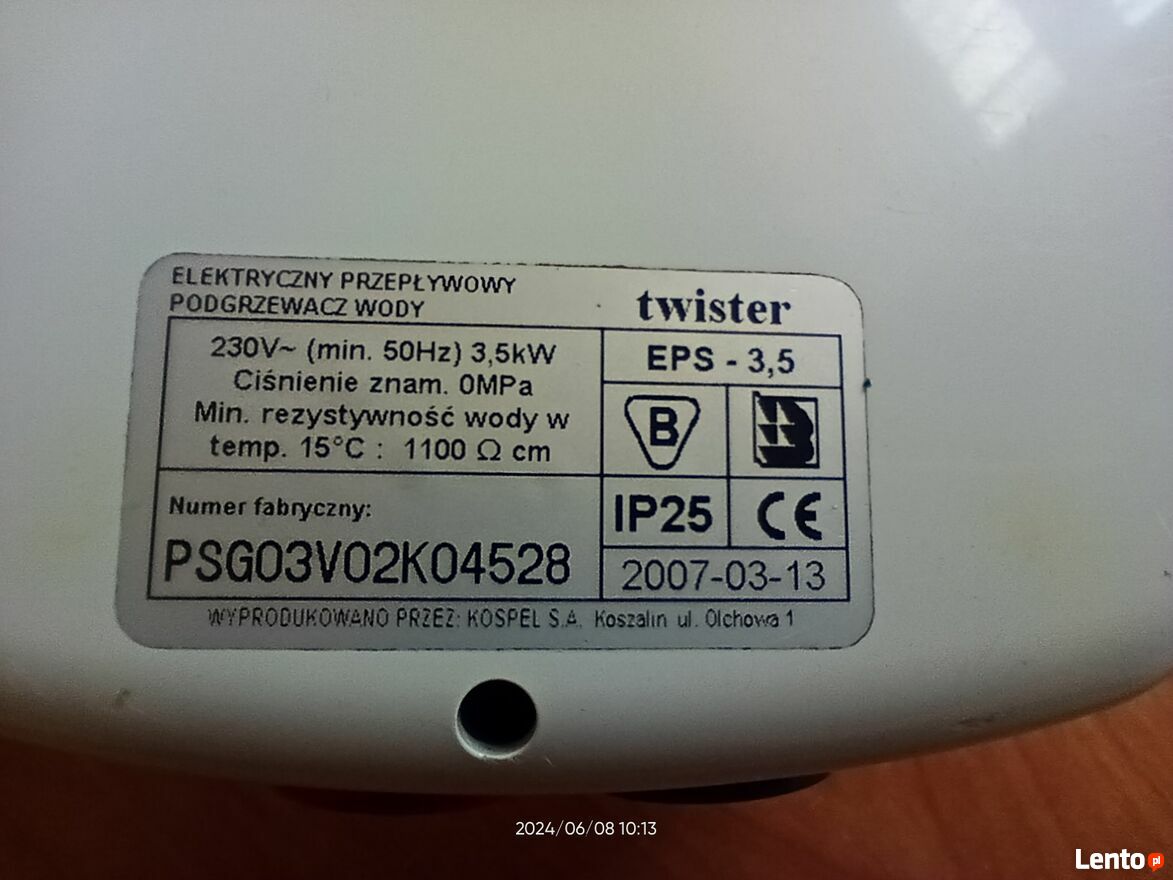 ELEKTRYCZNY PRZEPŁYWOWY
PODGRZEWACZ WODY
twister
230V~ (min. 50Hz) 3,5kW
Ciśnienie znam. 0MPa
Min. rezystywność wody w
temp. 15°C : 1100 Ω cm
EPS - 3,5
B
B
Numer fabryczny:
PSG03V02K04528
IP25
CE
2007-03-13
WYPRODUKOWANO PRZEZ: KOSPEL S.A. Koszalin ul. Olchowa 1
2024/06/08 10:13
Lento pl